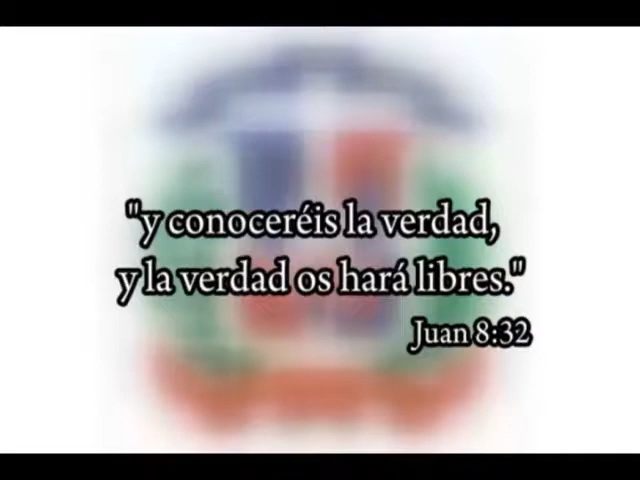 "y conoceréis la verdad,
y la verdad os hará libres."
Juan 8:32